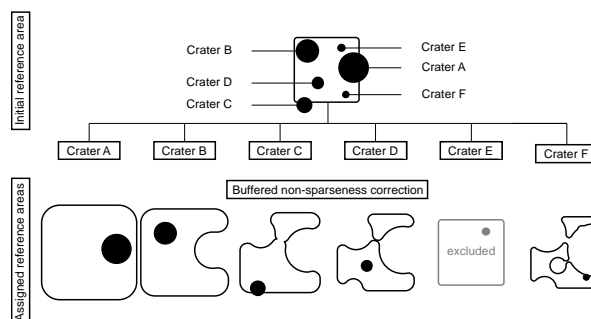 Initial reference area
Crater B
Crater E
Crater A
Crater D
Crater F
Crater C
Crater A
Crater B
Crater C
Crater D
Crater E
Crater F
Assigned reference areas
Buffered non-sparseness correction
excluded